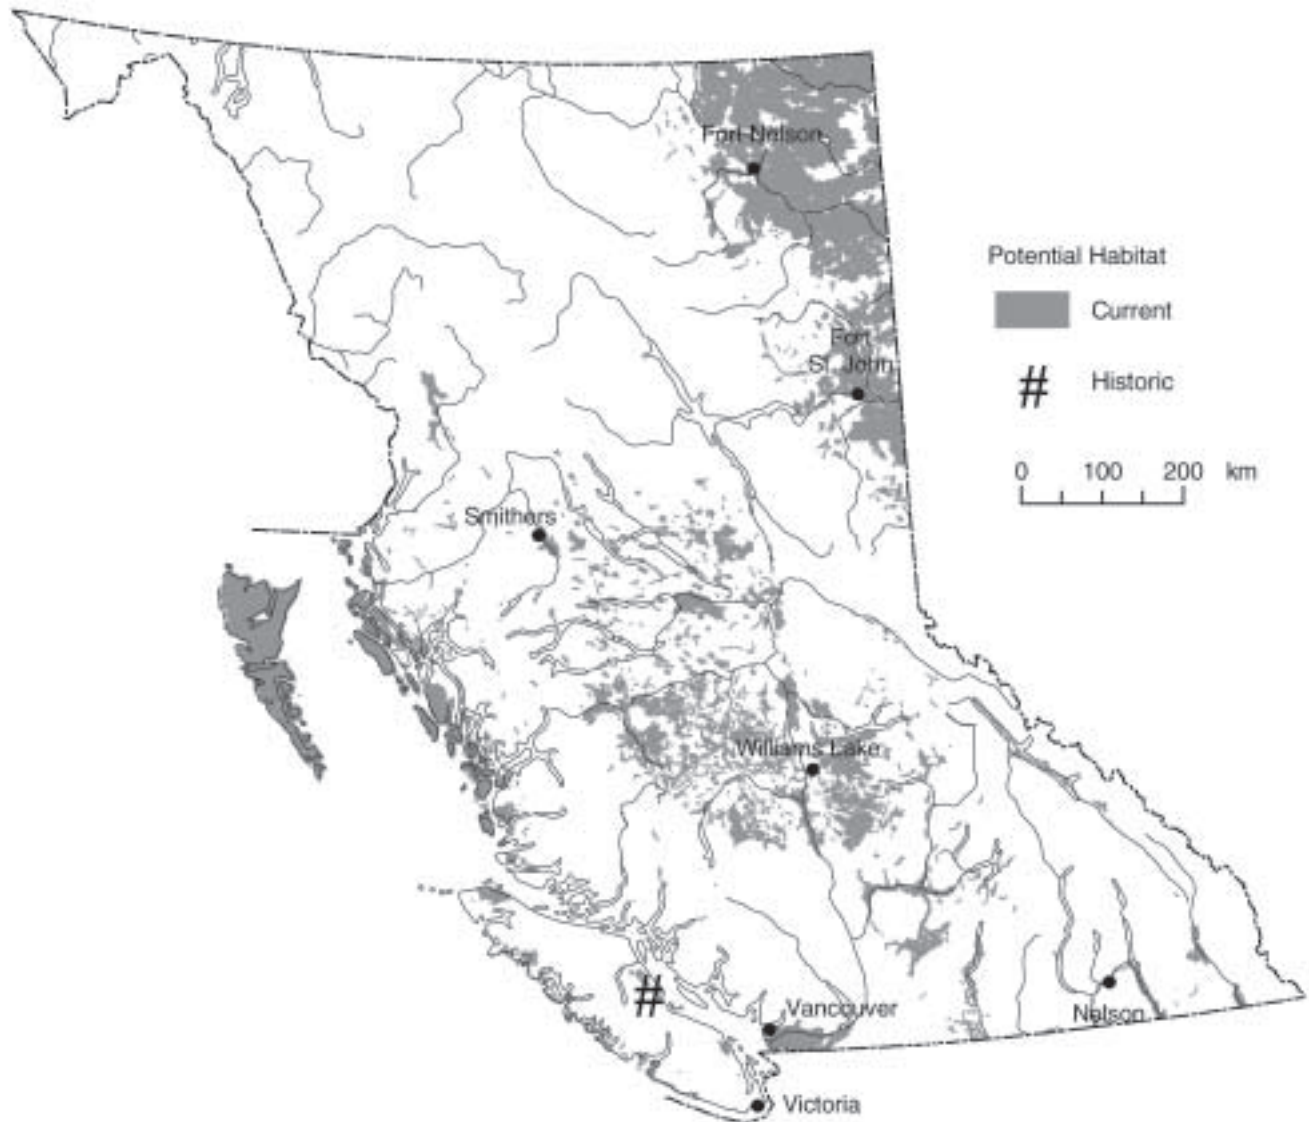 Fort Nelson
Potential Habitat
Current
Fort
St. John
# Historic
0 100 200 km
Smithers
Williams Lake
#
Vancouver
Nelson
Victoria